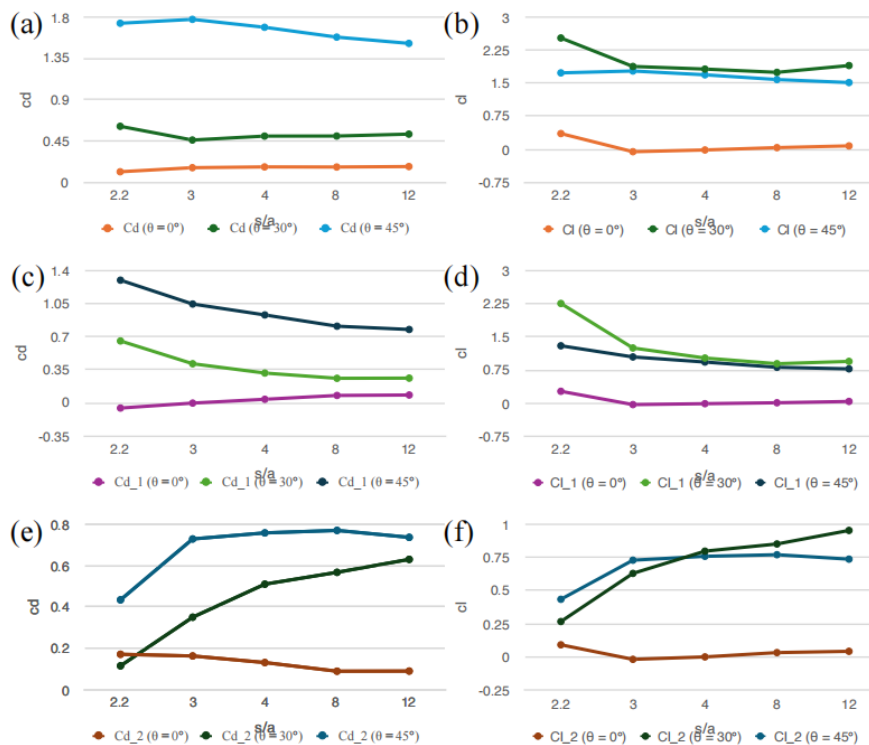 (a)
1.8
1.35
0.9
0.45
0
cd
2.2 3 4 8 12
s/a
Cd (θ = 0°) Cd (θ = 30°) Cd (θ = 45°)
(b)
3
2.25
1.5
0.75
0
-0.75
cl
2.2 3 4 8 12
s/a
Cl (θ = 0°) Cl (θ = 30°) Cl (θ = 45°)
(c)
1.4
1.05
0.7
0.35
0
-0.35
cd
2.2 3 4 8 12
s/a
Cd_1 (θ = 0°) Cd_1 (θ = 30°) Cd_1 (θ = 45°)
(d)
3
2.25
1.5
0.75
0
-0.75
cl
2.2 3 4 8 12
s/a
Cl_1 (θ = 0°) Cl_1 (θ = 30°) Cl_1 (θ = 45°)
(e)
0.8
0.6
0.4
0.2
0
cd
2.2 3 4 8 12
s/a
Cd_2 (θ = 0°) Cd_2 (θ = 30°) Cd_2 (θ = 45°)
(f)
1
0.75
0.5
0.25
0
-0.25
cl
2.2 3 4 8 12
s/a
Cl_2 (θ = 0°) Cl_2 (θ = 30°) Cl_2 (θ = 45°)